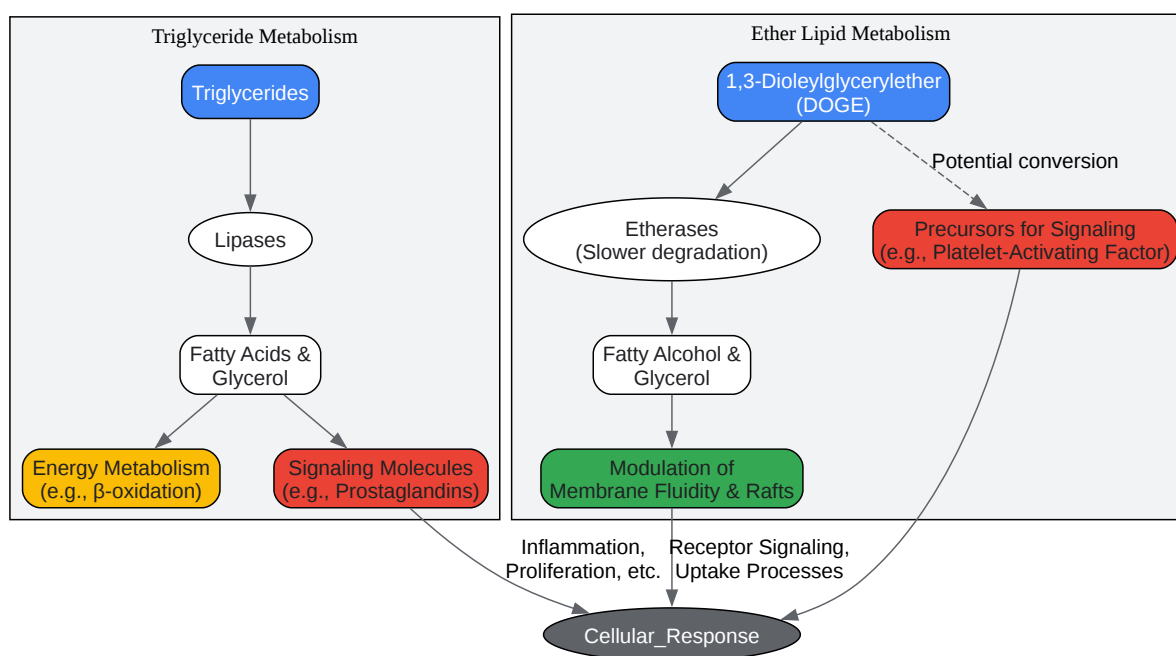 Triglyceride Metabolism
Triglycerides
Lipases
Fatty Acids &
Glycerol
Energy Metabolism
(e.g., β-oxidation)
Signaling Molecules
(e.g., Prostaglandins)
Ether Lipid Metabolism
1,3-Dioleylglycerylether
(DOGE)
Potential conversion
Etherases
(Slower degradation)
Precursors for Signaling
(e.g., Platelet-Activating Factor)
Fatty Alcohol &
Glycerol
Modulation of
Membrane Fluidity & Rafts
Inflammation,
Proliferation, etc.
Receptor Signaling,
Uptake Processes
Cellular_Response